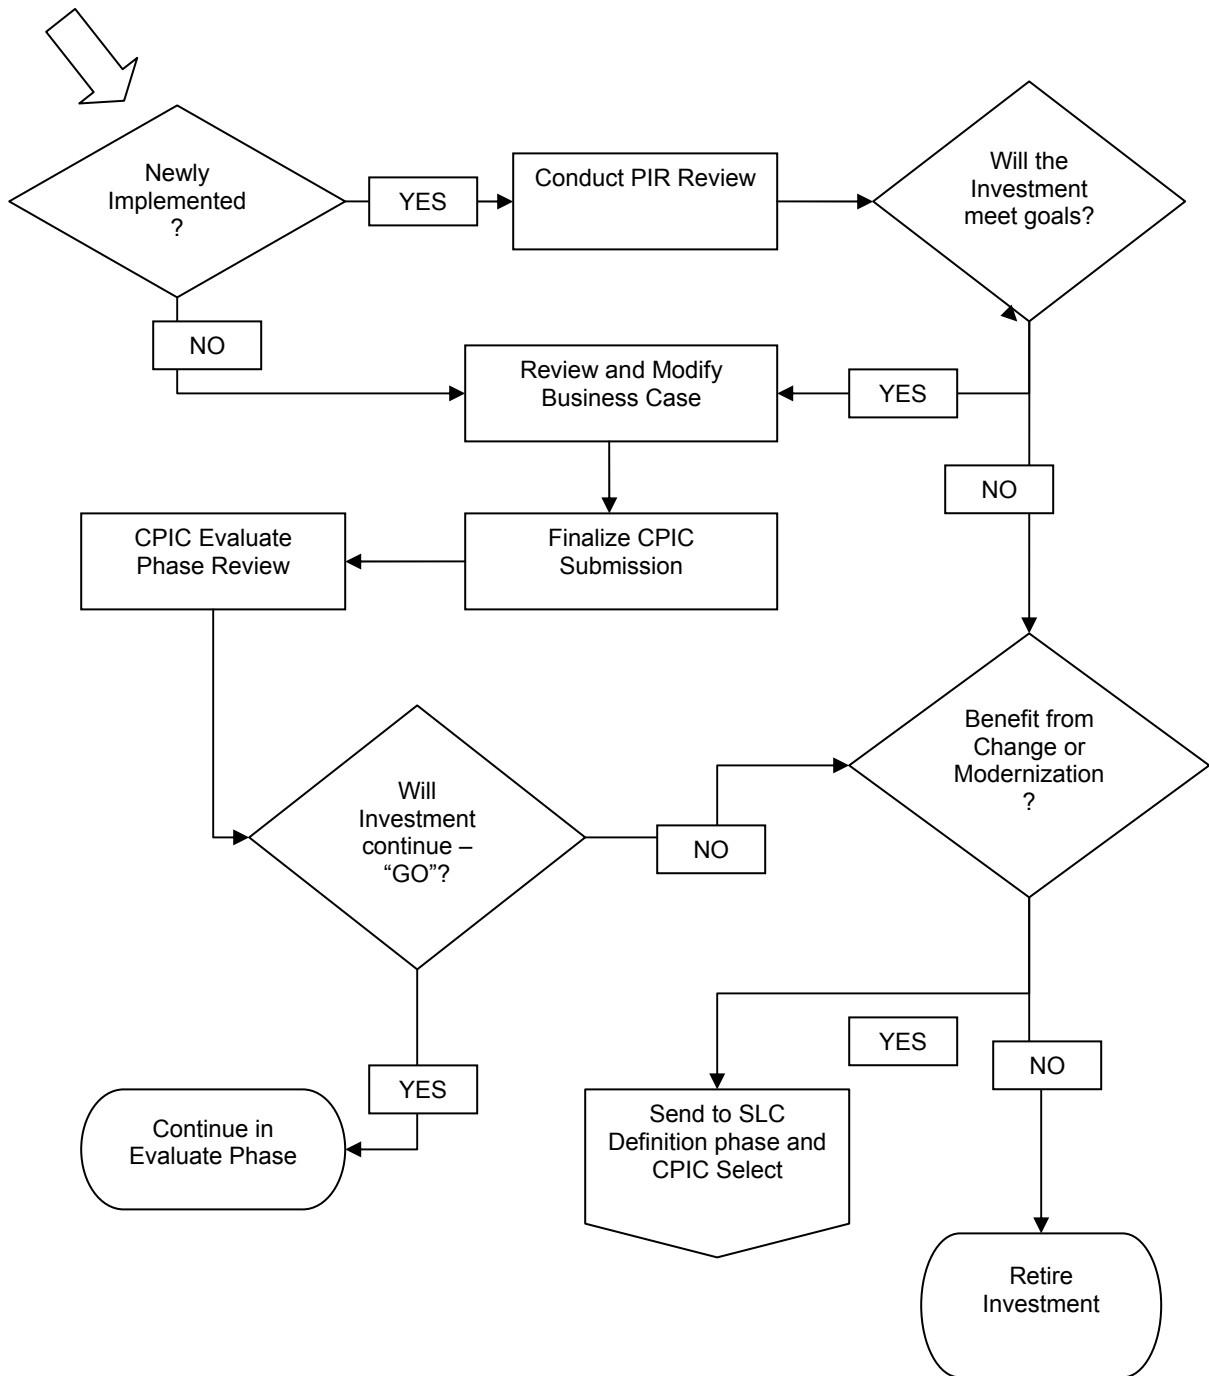 Newly
Implemented
?
YES
Conduct PIR Review
Will the
Investment
meet goals?
NO
Review and Modify
Business Case
YES
NO
CPIC Evaluate
Phase Review
Finalize CPIC
Submission
Benefit from
Change or
Modernization
?
Will
Investment
continue –
“GO”?
NO
YES
NO
YES
Continue in
Evaluate Phase
Send to SLC
Definition phase and
CPIC Select
Retire
Investment